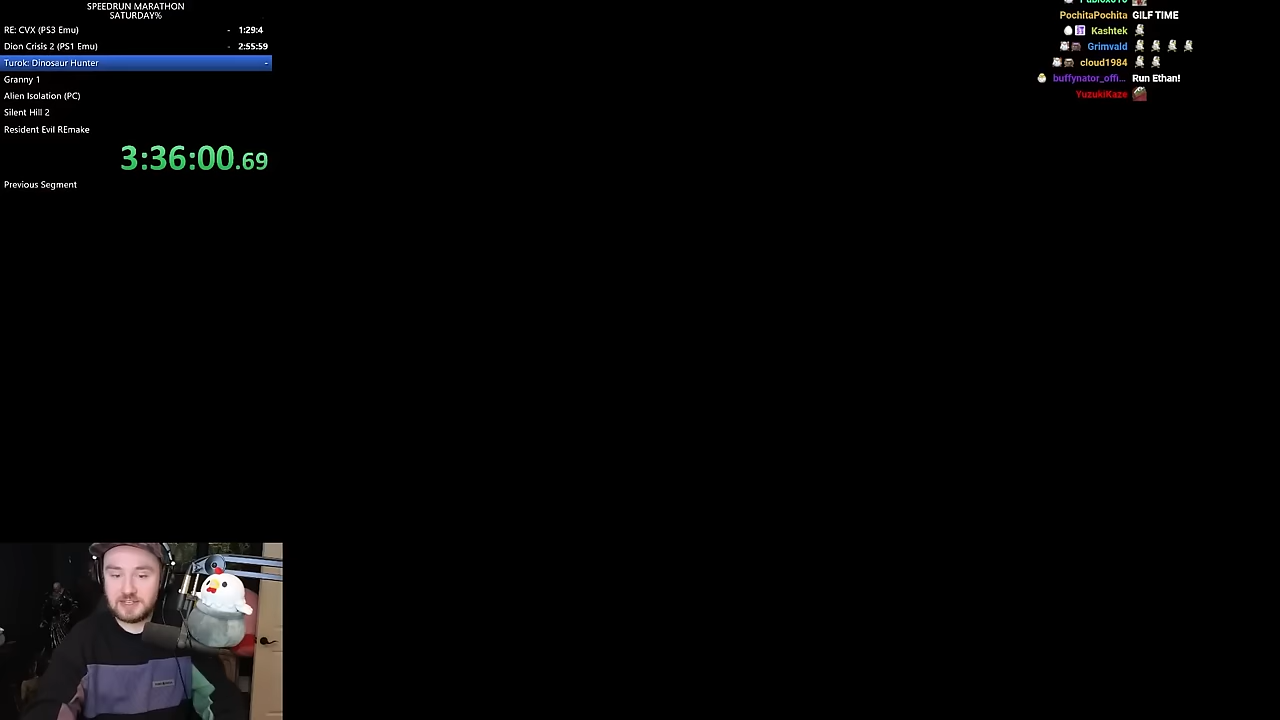 SPEEDRUN MARATHON
SATURDAY%
RE: CVX (PS3 Emu) - 1:29:4
Dion Crisis 2 (PS1 Emu) - 2:55:59
Turok: Dinosaur Hunter -
Granny 1
Alien Isolation (PC)
Silent Hill 2
Resident Evil REmake
3:36:00.69
Previous Segment
PochitaPochita GILF TIME
Kashtek
Grimvald
cloud1984
buffynator_offi... Run Ethan!
YuzukiKaze